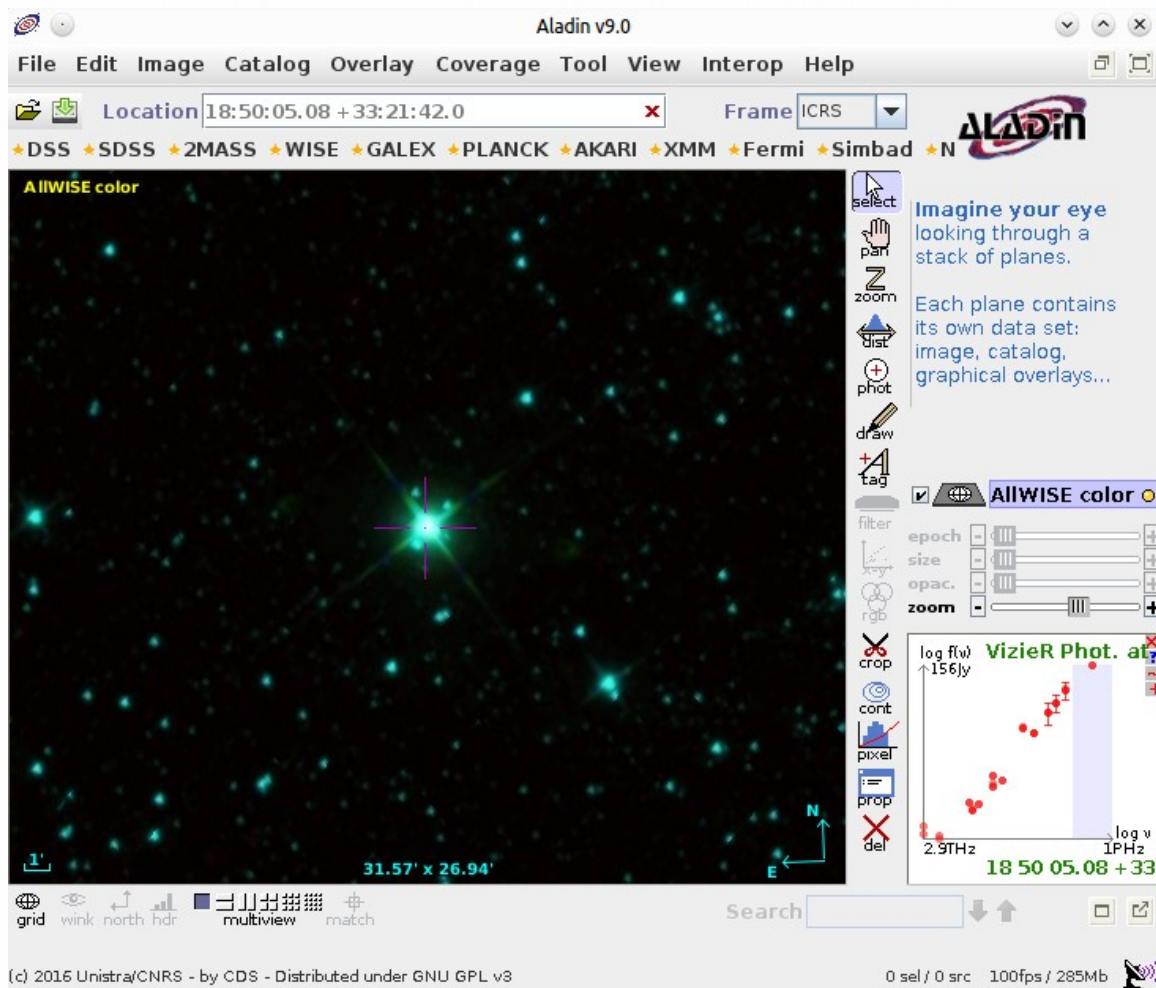 Aladin v9.0
File Edit Image Catalog Overlay Coverage Tool View Interop Help
Location 18:50:05.08 +33:21:42.0 x Frame ICRS
ALADIN
DSS SDSS 2MASS WISE GALEX PLANCK AKARI XMM Fermi Simbad N
AllWISE color
select
pan
zoom
dist
phot
draw
tag
filter
x-y
rgb
crop
cont
pixel
prop
del
Imagine your eye
looking through a
stack of planes.
Each plane contains
its own data set:
image, catalog,
graphical overlays...
AllWISE color
epoch - +
size - +
opac. - +
zoom - +
log f(ν) VizieR Phot. at
156Jy
log ν
2.9THz 1PHz
18 50 05.08 +33
N
E
1'
31.57' x 26.94'
grid wink north hdr multiview match
Search
(c) 2016 Unistra/CNRS - by CDS - Distributed under GNU GPL v3
0 sel / 0 src 100fps / 285Mb